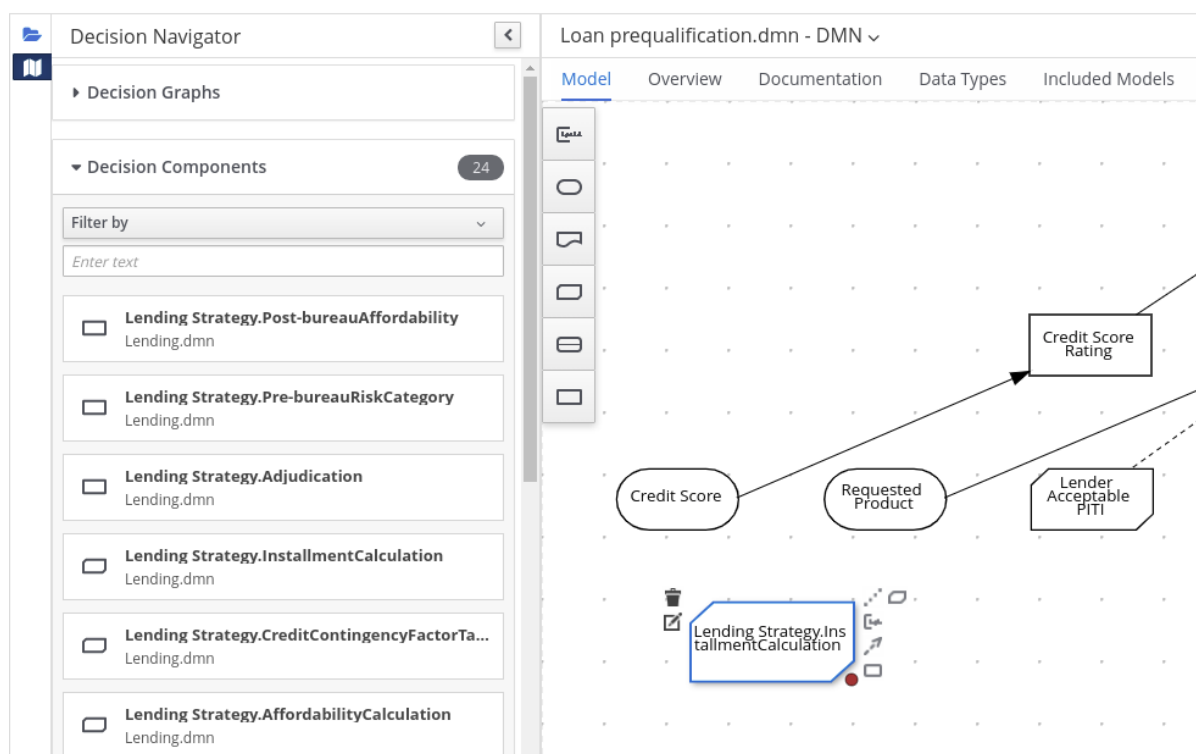 Decision Navigator
Decision Graphs
Decision Components
24
Filter by
Enter text
Lending Strategy.Post-bureauAffordability
Lending.dmn
Lending Strategy.Pre-bureauRiskCategory
Lending.dmn
Lending Strategy.Adjudication
Lending.dmn
Lending Strategy.InstallmentCalculation
Lending.dmn
Lending Strategy.CreditContingencyFactorTa...
Lending.dmn
Lending Strategy.AffordabilityCalculation
Lending.dmn
Loan prequalification.dmn - DMN
Model Overview Documentation Data Types Included Models
Credit Score
Rating
Credit Score
Requested
Product
Lender
Acceptable
PITI
Lending Strategy.Ins
tallmentCalculation